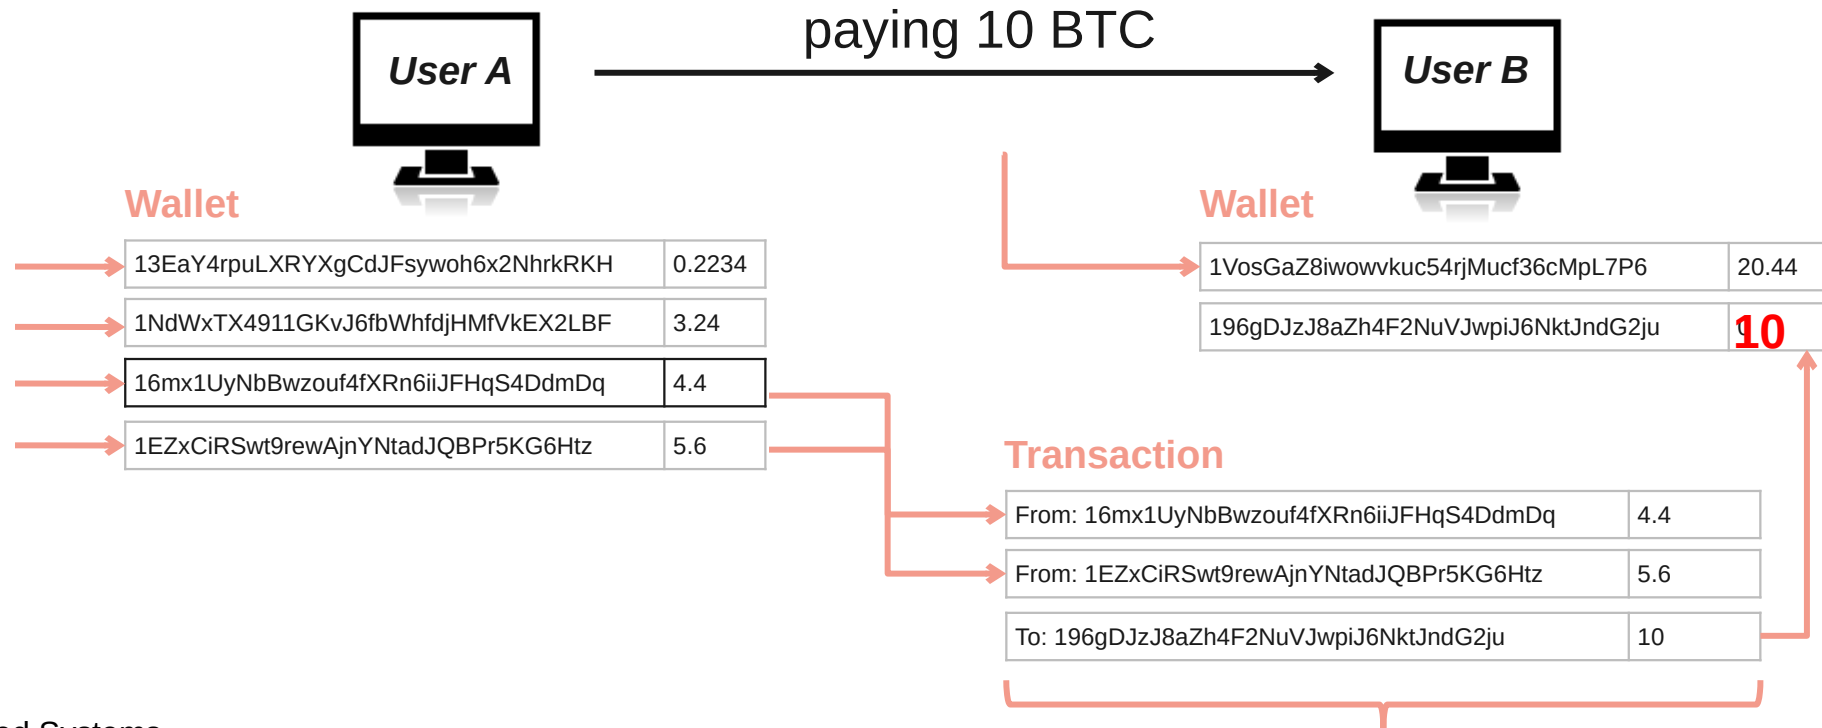 paying 10 BTC
User A
User B
Wallet
13EaY4rpuLXRYXgCdJFsywoh6x2NhrkRKH 0.2234
1NdWxTX4911GKvJ6fbWhfdjHMfVkEX2LBF 3.24
16mx1UyNbBwzouf4fXRn6iiJFHqS4DdmDq 4.4
1EZxCiRSwt9rewAjnYNtadJQBPr5KG6Htz 5.6
Wallet
1VosGaZ8iwowvkuc54rjMucf36cMpL7P6 20.44
196gDJzJ8aZh4F2NuVJwpiJ6NktJndG2ju 10
Transaction
From: 16mx1UyNbBwzouf4fXRn6iiJFHqS4DdmDq 4.4
From: 1EZxCiRSwt9rewAjnYNtadJQBPr5KG6Htz 5.6
To: 196gDJzJ8aZh4F2NuVJwpiJ6NktJndG2ju 10